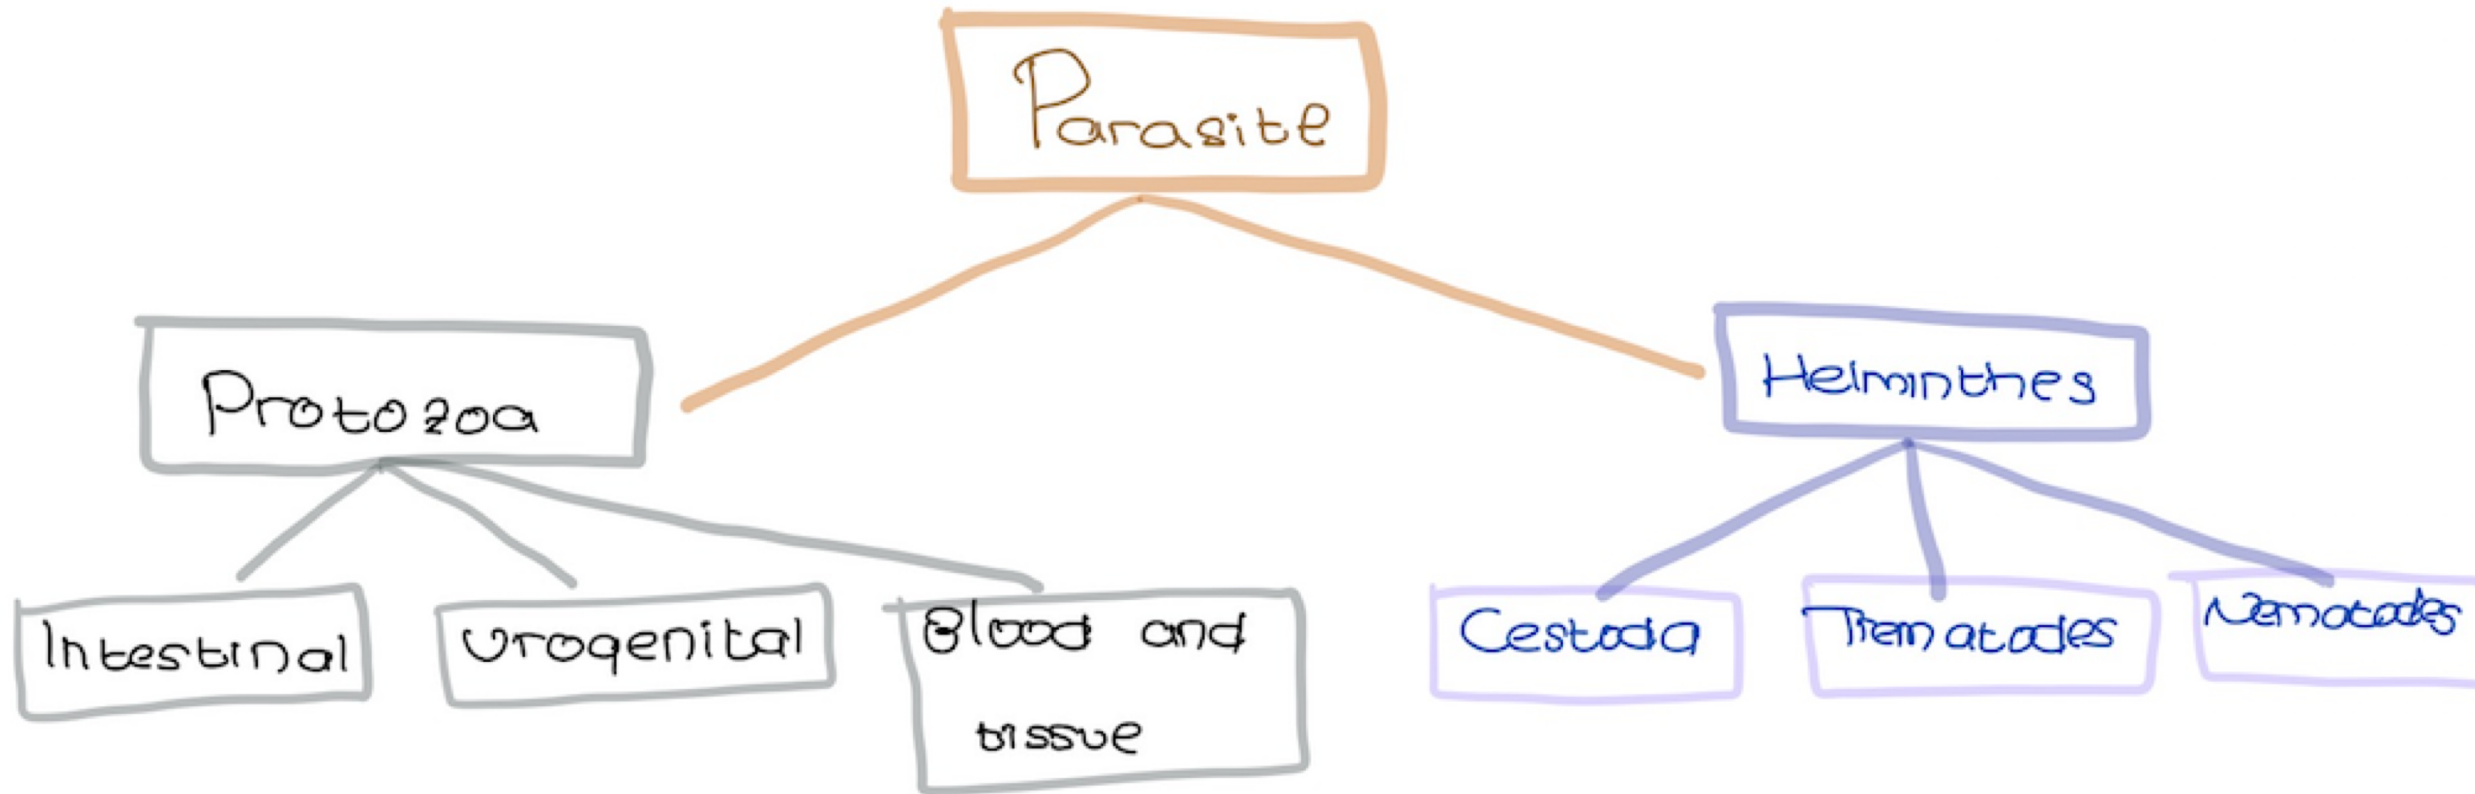 Parasite
Protozoa
Helminthes
Intestinal
Urogenital
Blood and
tissue
Cestoda
Trematodes
Nematodes